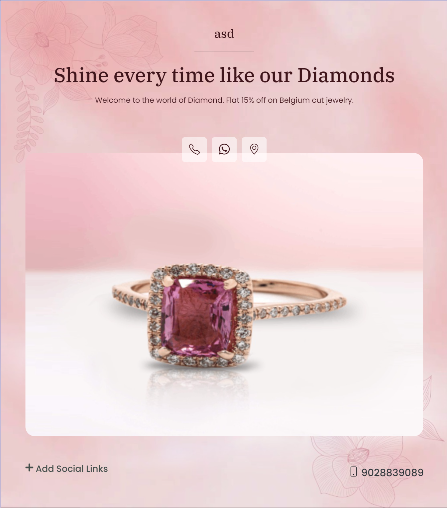 asd
Shine every time like our Diamonds
Welcome to the world of Diamond. Flat 15% off on Belgium cut jewelry.
+ Add Social Links
9028839089